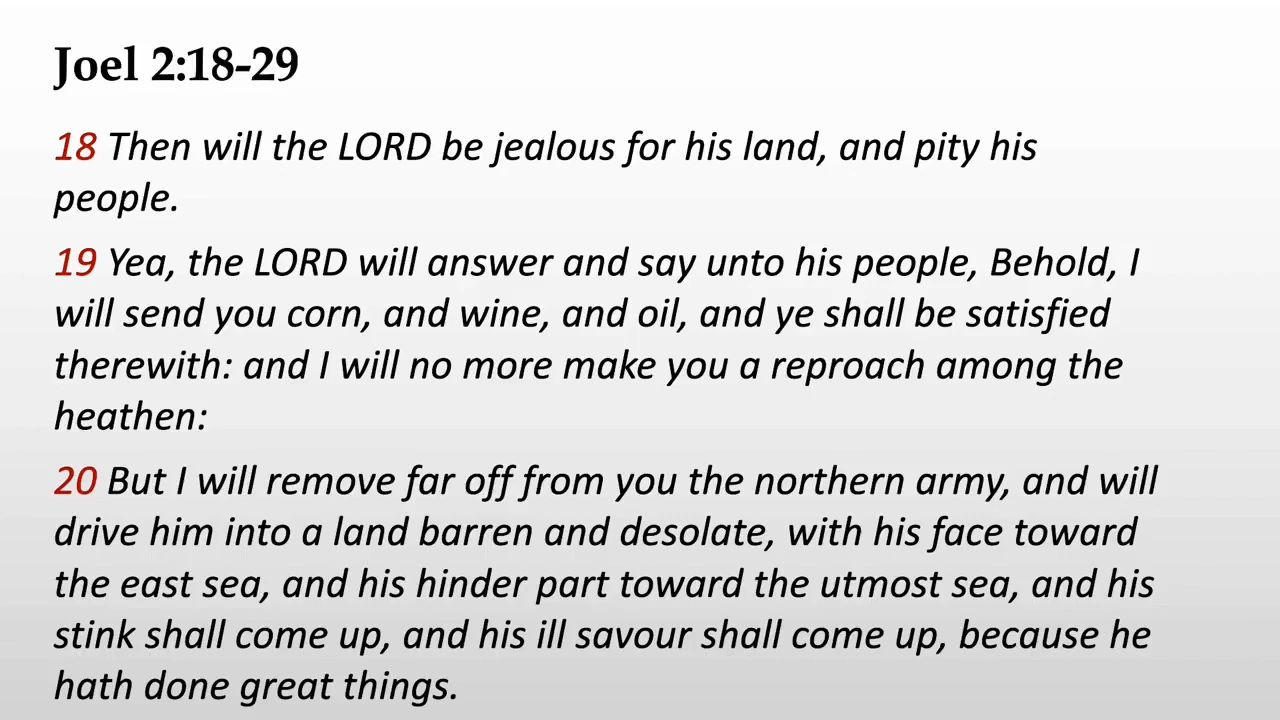 Joel 2:18-29
18 Then will the LORD be jealous for his land, and pity his
people.
19 Yea, the LORD will answer and say unto his people, Behold, I
will send you corn, and wine, and oil, and ye shall be satisfied
therewith: and I will no more make you a reproach among the
heathen:
20 But I will remove far off from you the northern army, and will
drive him into a land barren and desolate, with his face toward
the east sea, and his hinder part toward the utmost sea, and his
stink shall come up, and his ill savour shall come up, because he
hath done great things.